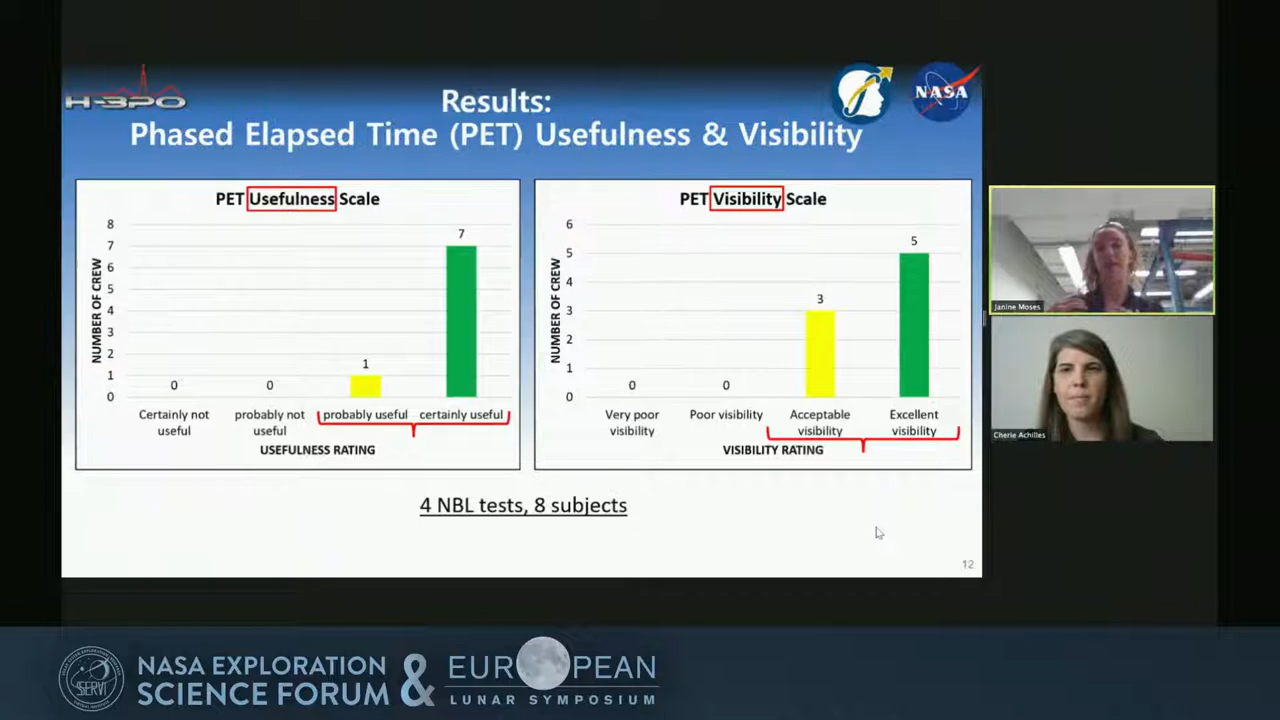 H-3PO
NASA
Results:
Phased Elapsed Time (PET) Usefulness & Visibility
PET Usefulness Scale
8
7
6
5
4
3
2
1
0
NUMBER OF CREW
0
0
1
7
Certainly not useful
probably not useful
probably useful
certainly useful
USEFULNESS RATING
PET Visibility Scale
6
5
4
3
2
1
0
NUMBER OF CREW
0
0
3
5
Very poor visibility
Poor visibility
Acceptable visibility
Excellent visibility
VISIBILITY RATING
4 NBL tests, 8 subjects
12
Janine Moses
Cherie Achilles
SSERVI
NASA EXPLORATION
SCIENCE FORUM
&
EUROPEAN
LUNAR SYMPOSIUM